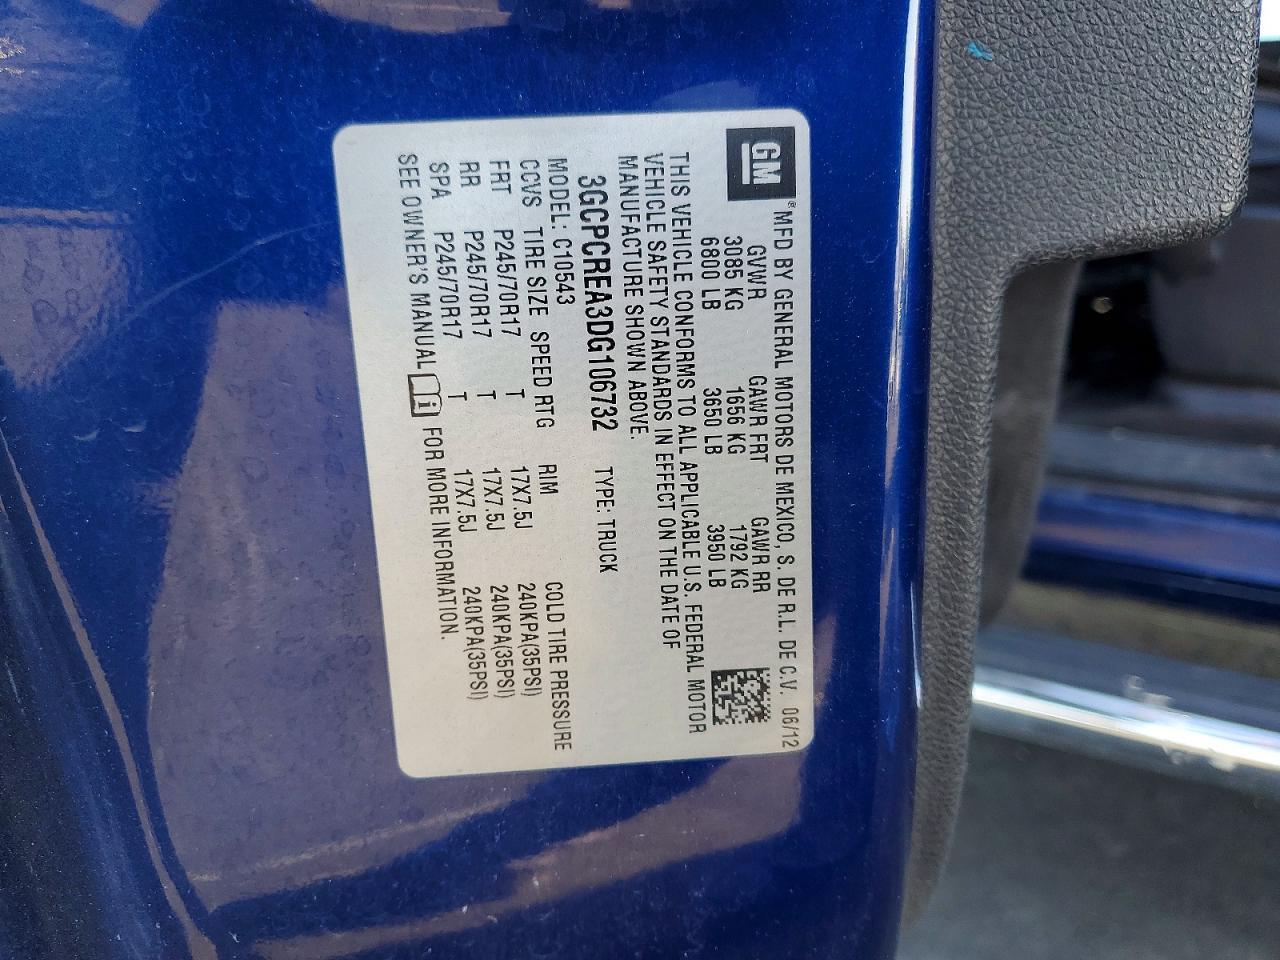 GM ® MFD BY GENERAL MOTORS DE MEXICO, S. DE R.L. DE C.V. 06/12
GVWR GAWR FRT GAWR RR
3085 KG 1656 KG 1792 KG
6800 LB 3650 LB 3950 LB
THIS VEHICLE CONFORMS TO ALL APPLICABLE U.S. FEDERAL MOTOR
VEHICLE SAFETY STANDARDS IN EFFECT ON THE DATE OF
MANUFACTURE SHOWN ABOVE.
3GCPCREA3DG106732 TYPE: TRUCK
MODEL: C10543
CCVS TIRE SIZE SPEED RTG RIM COLD TIRE PRESSURE
FRT P245/70R17 T 17X7.5J 240KPA(35PSI)
RR P245/70R17 T 17X7.5J 240KPA(35PSI)
SPA P245/70R17 T 17X7.5J 240KPA(35PSI)
SEE OWNER'S MANUAL i FOR MORE INFORMATION.